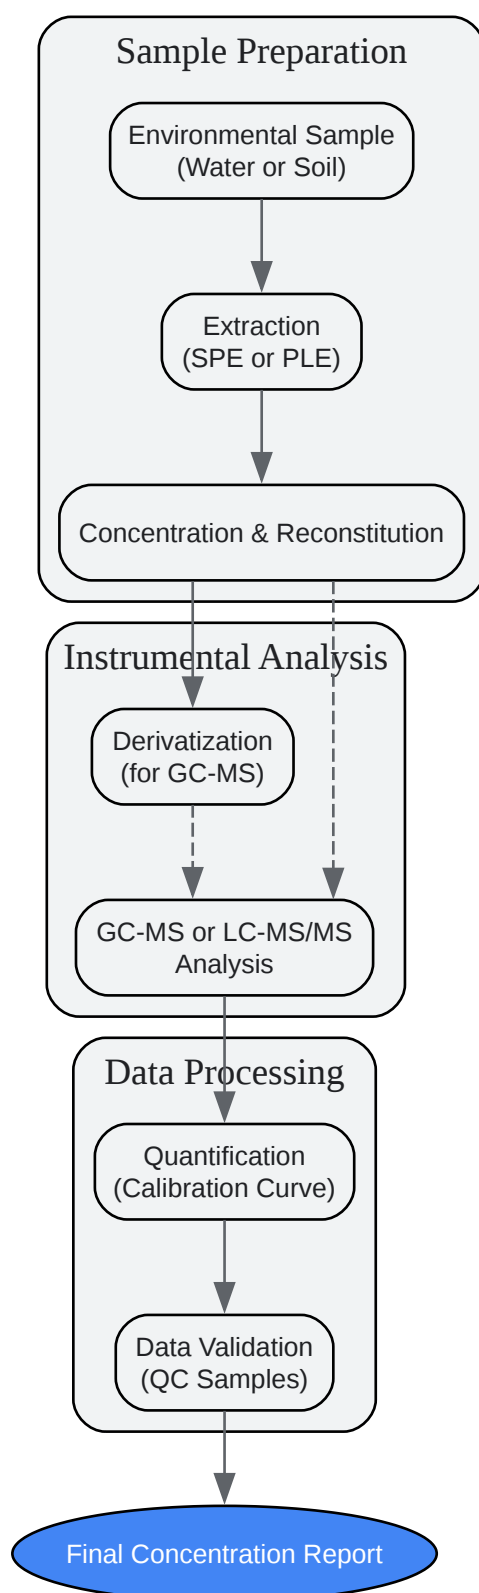 Sample Preparation
Environmental Sample
(Water or Soil)
Extraction
(SPE or PLE)
Concentration & Reconstitution
Instrumental Analysis
Derivatization
(for GC-MS)
GC-MS or LC-MS/MS
Analysis
Data Processing
Quantification
(Calibration Curve)
Data Validation
(QC Samples)
Final Concentration Report